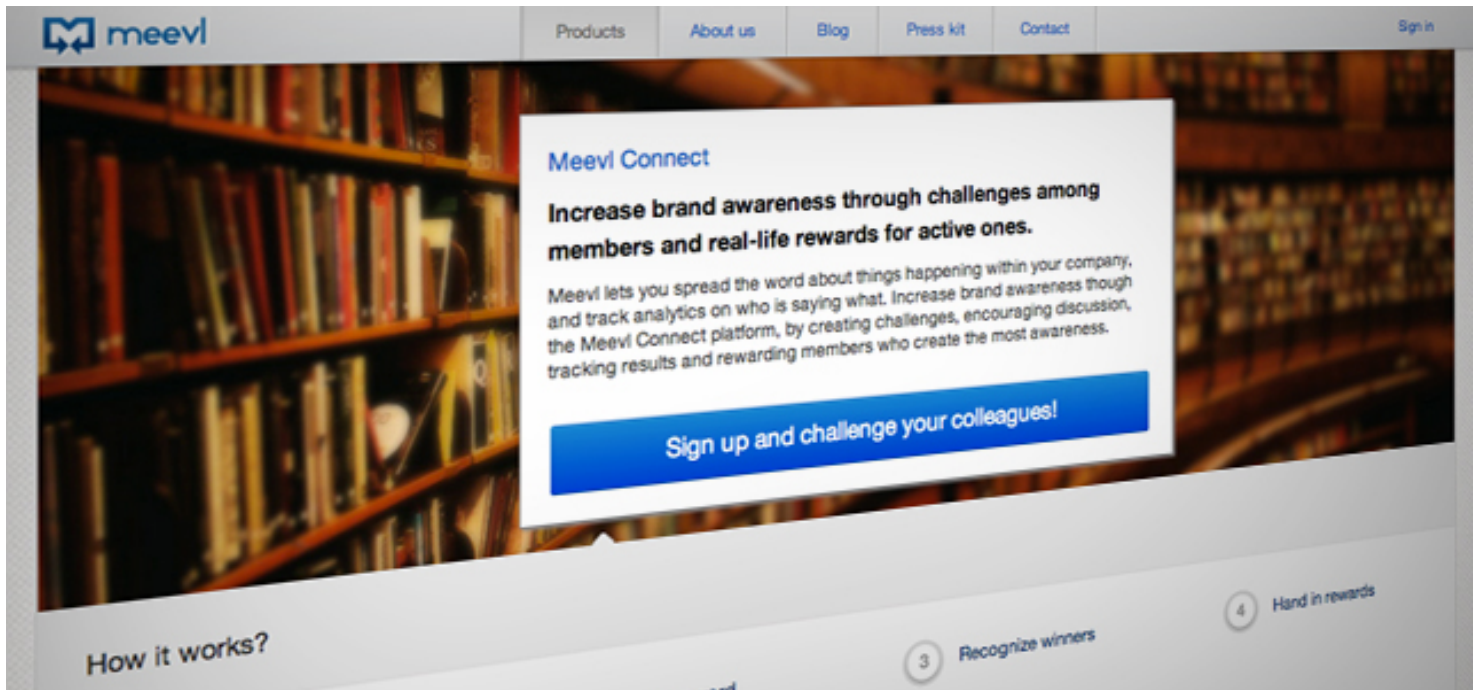 meevl
Products
About us
Blog
Press kit
Contact
Sign in
Meevl Connect
Increase brand awareness through challenges among
members and real-life rewards for active ones.
Meevl lets you spread the word about things happening within your company,
and track analytics on who is saying what. Increase brand awareness though
the Meevl Connect platform, by creating challenges, encouraging discussion,
tracking results and rewarding members who create the most awareness.
Sign up and challenge your colleagues!
How it works?
3 Recognize winners
4 Hand in rewards